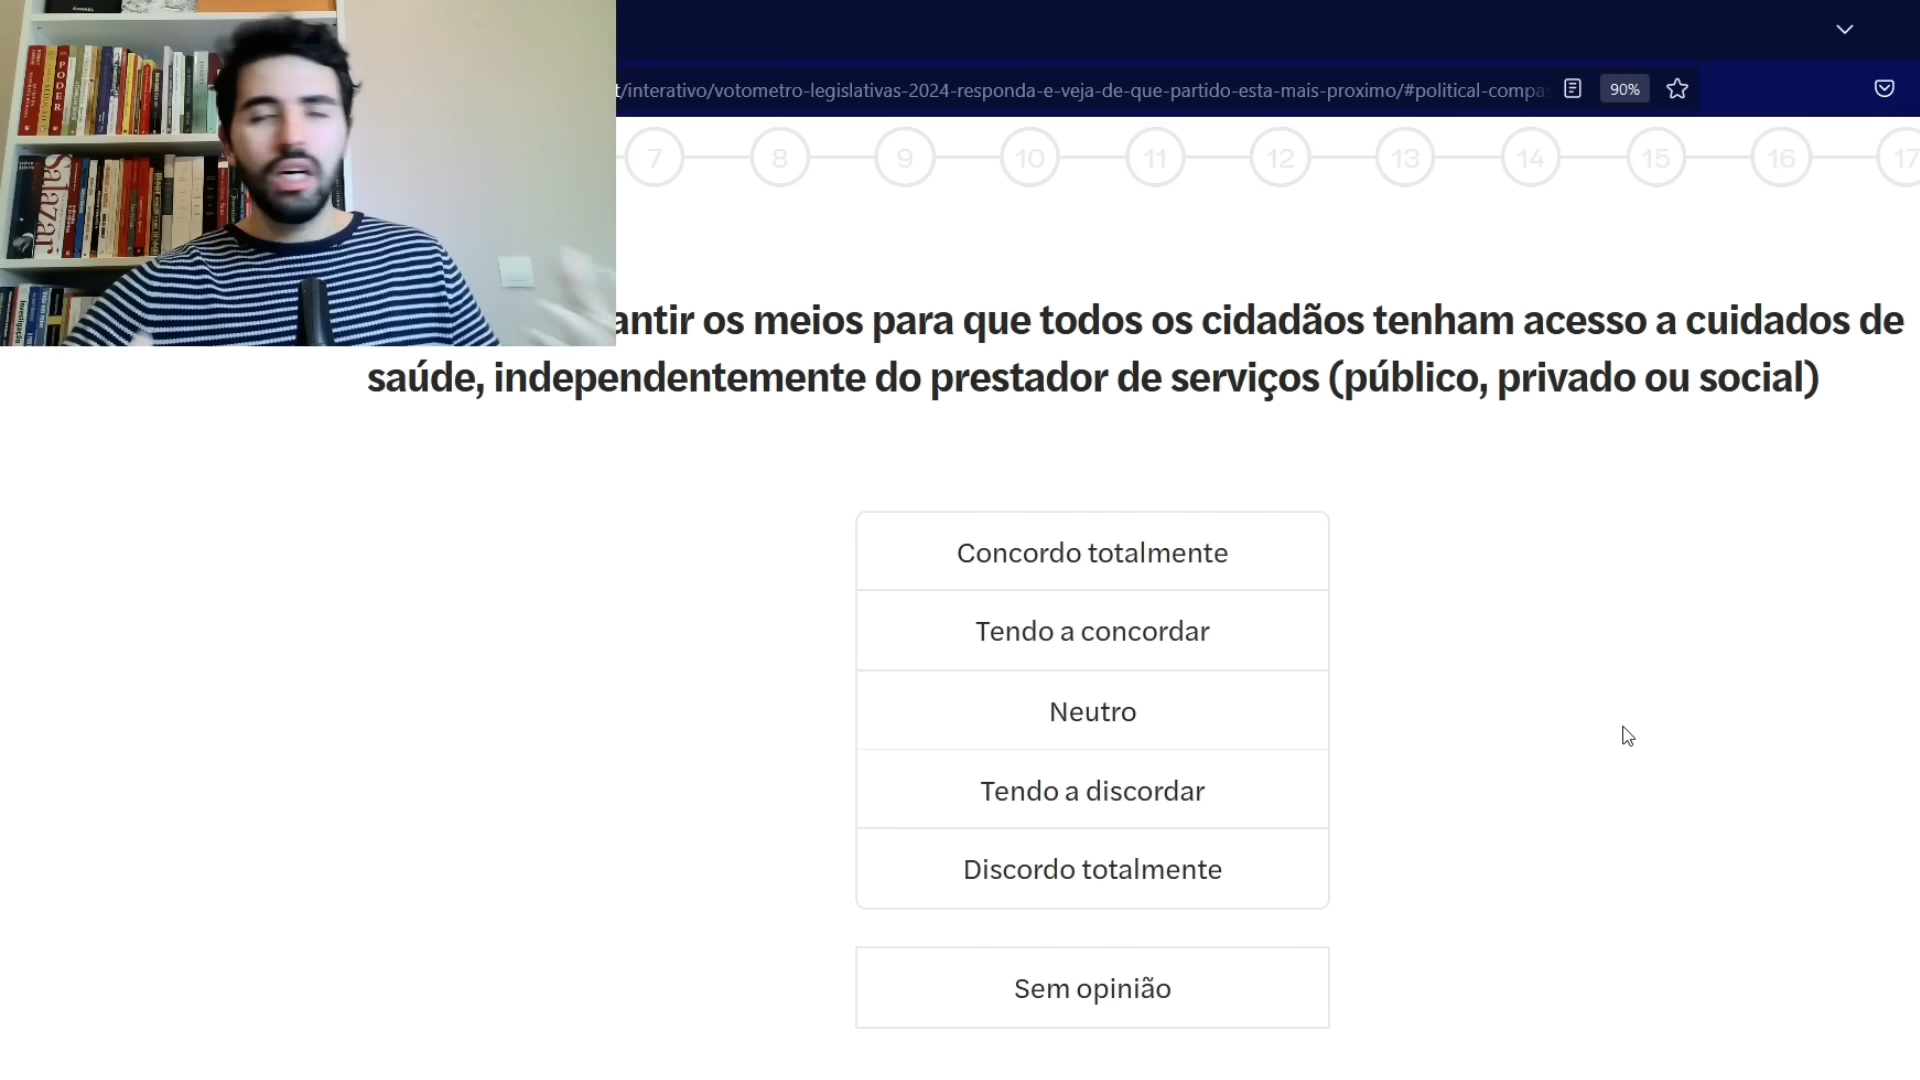 CHANEL
PODER
Salazar
t/interativo/votometro-legislativas-2024-responda-e-veja-de-que-partido-esta-mais-proximo/#political-compa
90%
7 8 9 10 11 12 13 14 15 16 17
antir os meios para que todos os cidadãos tenham acesso a cuidados de
saúde, independentemente do prestador de serviços (público, privado ou social)
Concordo totalmente
Tendo a concordar
Neutro
Tendo a discordar
Discordo totalmente
Sem opinião